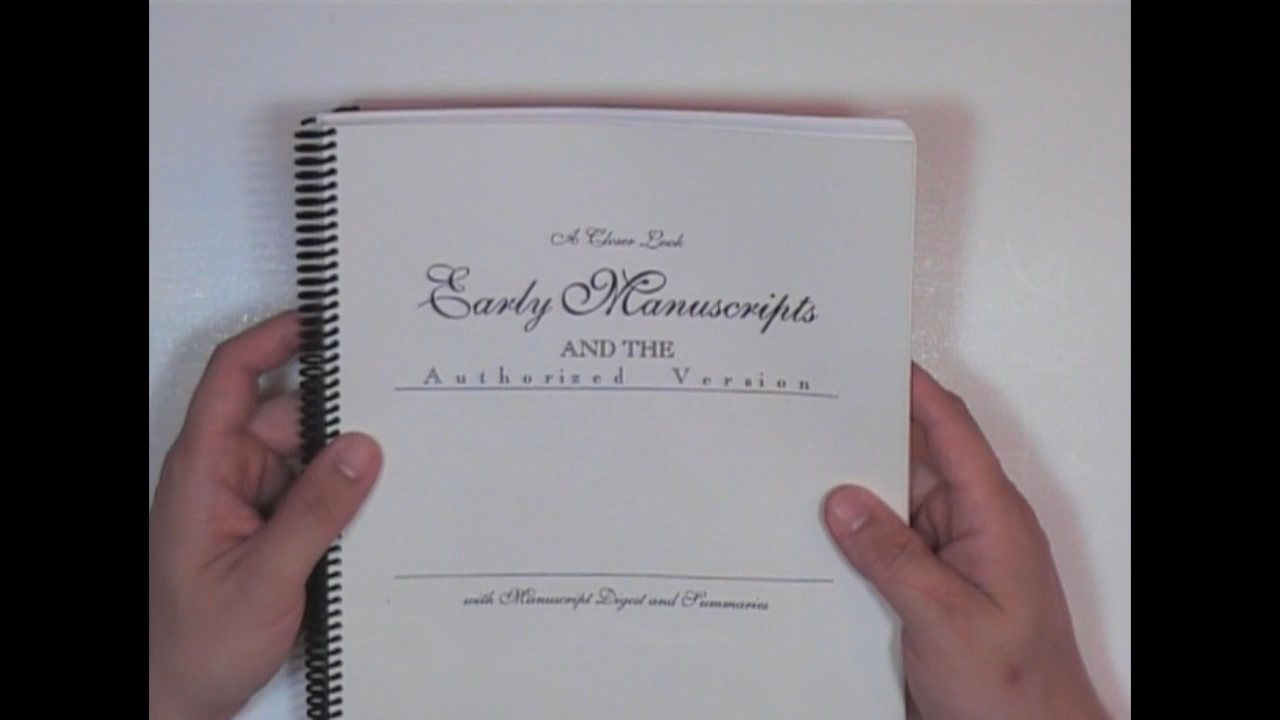 A Closer Look
Early Manuscripts
AND THE
Authorized Version
with Manuscript Digest and Summaries